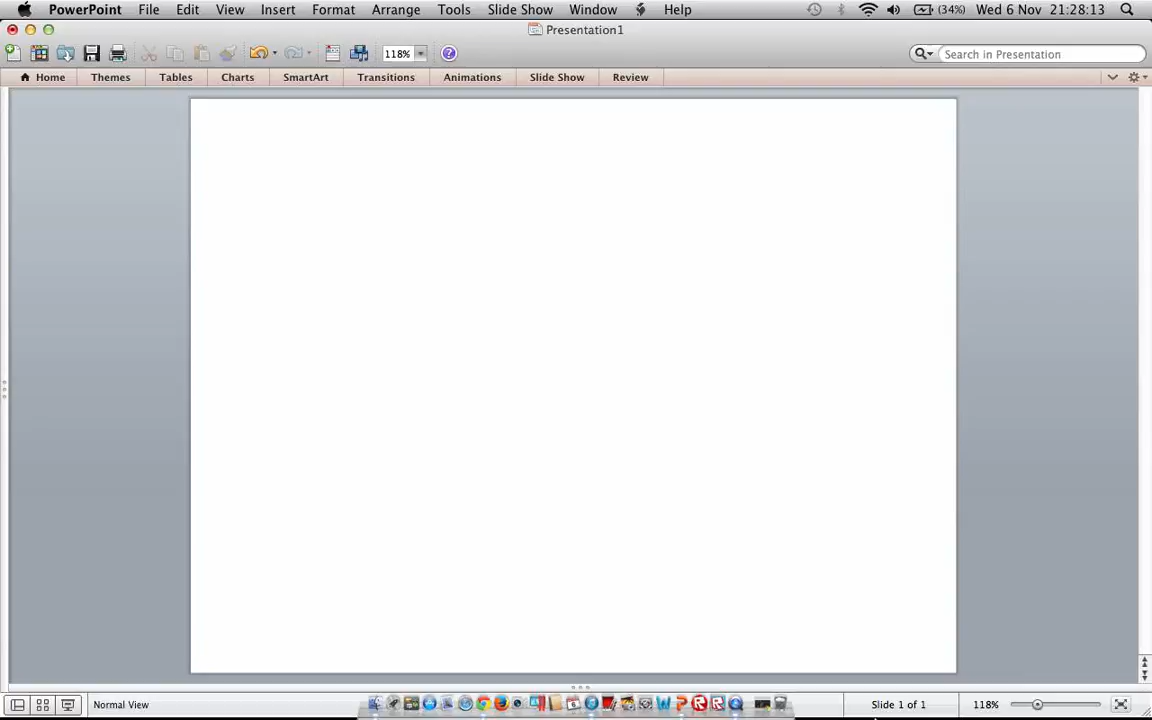 PowerPoint File Edit View Insert Format Arrange Tools Slide Show Window Help (34%) Wed 6 Nov 21:28:13
Presentation1
118% Search in Presentation
Home Themes Tables Charts SmartArt Transitions Animations Slide Show Review
Normal View Slide 1 of 1 118%